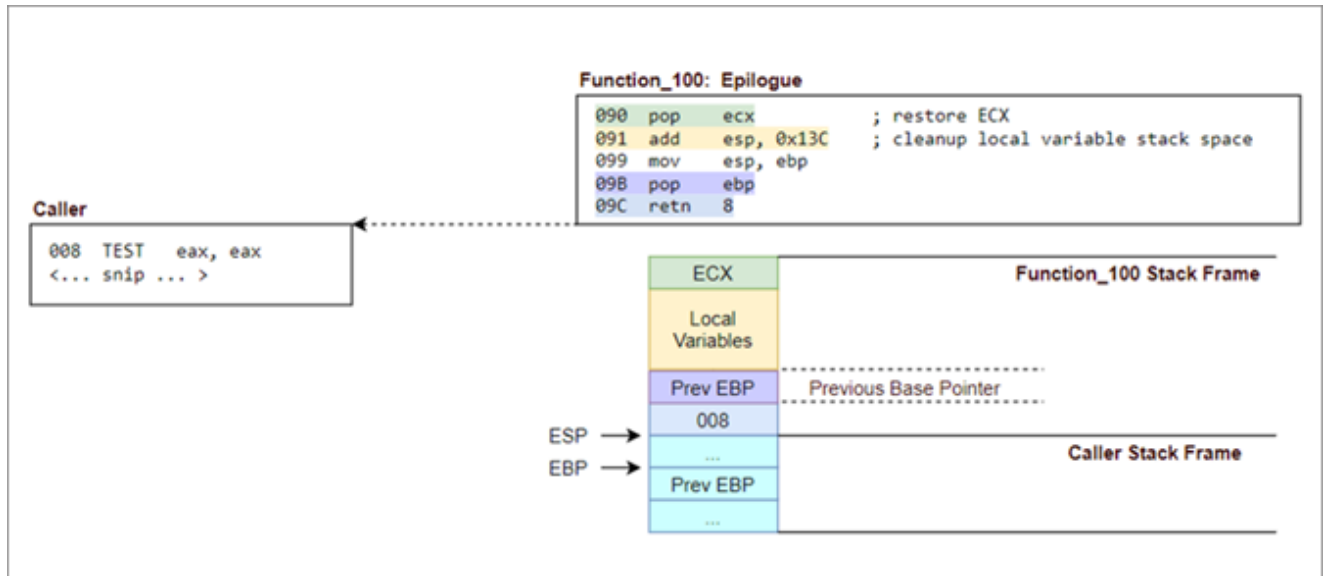 Function_100: Epilogue
090 pop ecx ; restore ECX
091 add esp, 0x13C ; cleanup local variable stack space
099 mov esp, ebp
09B pop ebp
09C retn 8
Caller
008 TEST eax, eax
<... snip ... >
ECX
Function_100 Stack Frame
Local
Variables
Prev EBP
Previous Base Pointer
008
ESP
...
Caller Stack Frame
EBP
Prev EBP
...